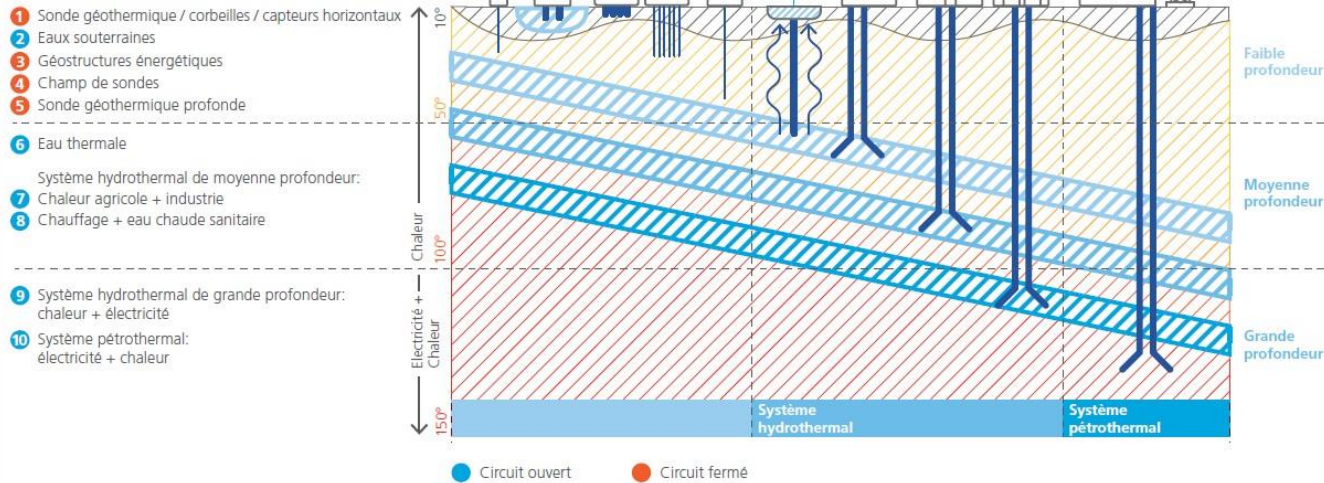 1 Sonde géothermique / corbeilles / capteurs horizontaux
2 Eaux souterraines
3 Géostructures énergétiques
4 Champ de sondes
5 Sonde géothermique profonde
6 Eau thermale
Système hydrothermal de moyenne profondeur:
7 Chaleur agricole + industrie
8 Chauffage + eau chaude sanitaire
9 Système hydrothermal de grande profondeur:
chaleur + électricité
10 Système pétrothermal:
électricité + chaleur
Chaleur
Electricité +
Chaleur
10°
50°
100°
150°
Faible
profondeur
Moyenne
profondeur
Grande
profondeur
Système
hydrothermal
Système
pétrothermal
Circuit ouvert
Circuit fermé